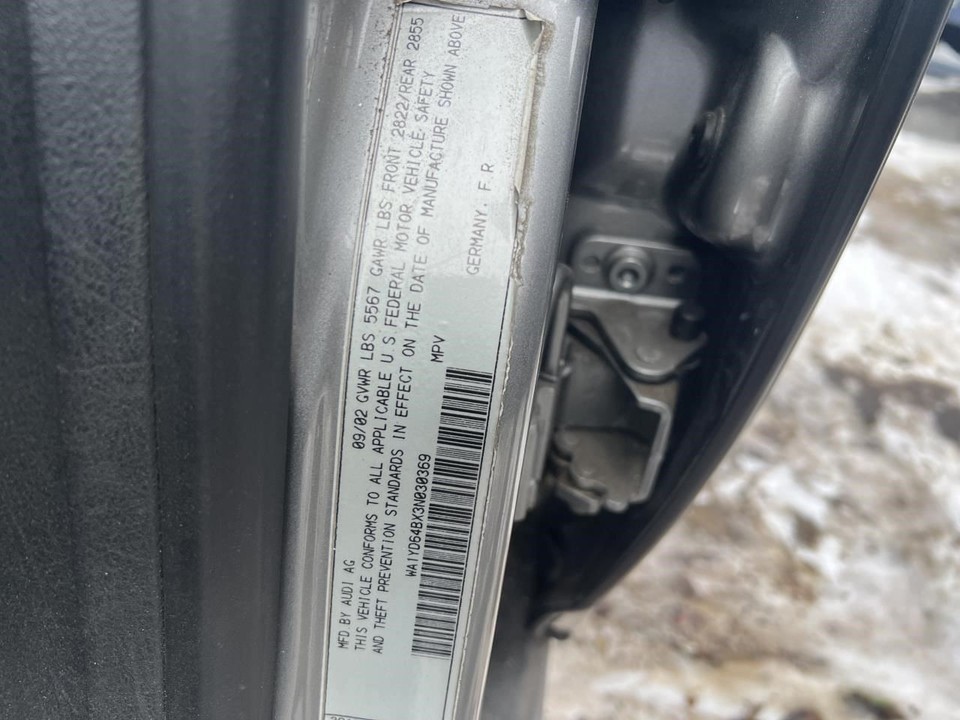 MFD BY AUDI AG 09/02 GVWR LBS 5567 GAWR LBS FRONT 2822/REAR 2855
THIS VEHICLE CONFORMS TO ALL APPLICABLE U S FEDERAL MOTOR VEHICLE SAFETY
AND THEFT PREVENTION STANDARDS IN EFFECT ON THE DATE OF MANUFACTURE SHOWN ABOVE
WA1YD64BX3N030369 MPV
GERMANY. F.R